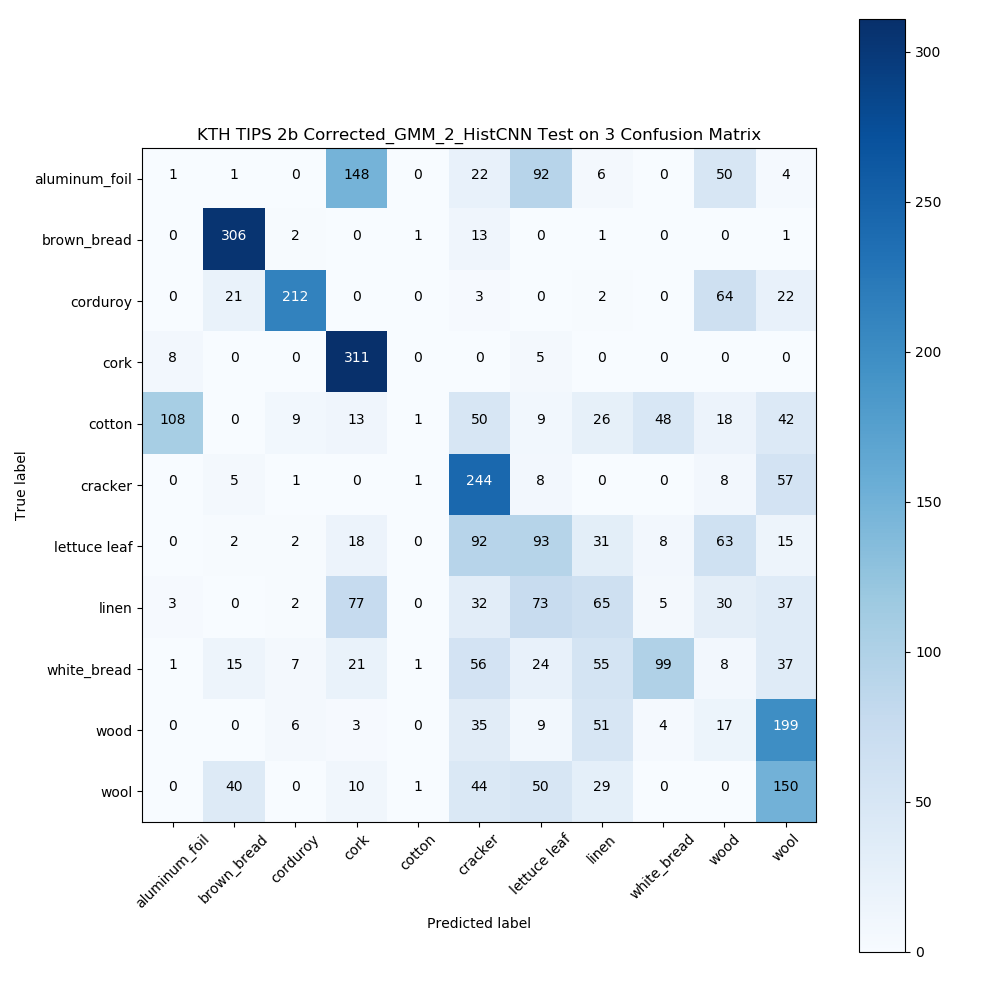 KTH TIPS 2b Corrected_GMM_2_HistCNN Test on 3 Confusion Matrix
True label
aluminum_foil 1 1 0 148 0 22 92 6 0 50 4
brown_bread 0 306 2 0 1 13 0 1 0 0 1
corduroy 0 21 212 0 0 3 0 2 0 64 22
cork 8 0 0 311 0 0 5 0 0 0 0
cotton 108 0 9 13 1 50 9 26 48 18 42
cracker 0 5 1 0 1 244 8 0 0 8 57
lettuce leaf 0 2 2 18 0 92 93 31 8 63 15
linen 3 0 2 77 0 32 73 65 5 30 37
white_bread 1 15 7 21 1 56 24 55 99 8 37
wood 0 0 6 3 0 35 9 51 4 17 199
wool 0 40 0 10 1 44 50 29 0 0 150
aluminum_foil brown_bread corduroy cork cotton cracker lettuce leaf linen white_bread wood wool
Predicted label
300
250
200
150
100
50
0